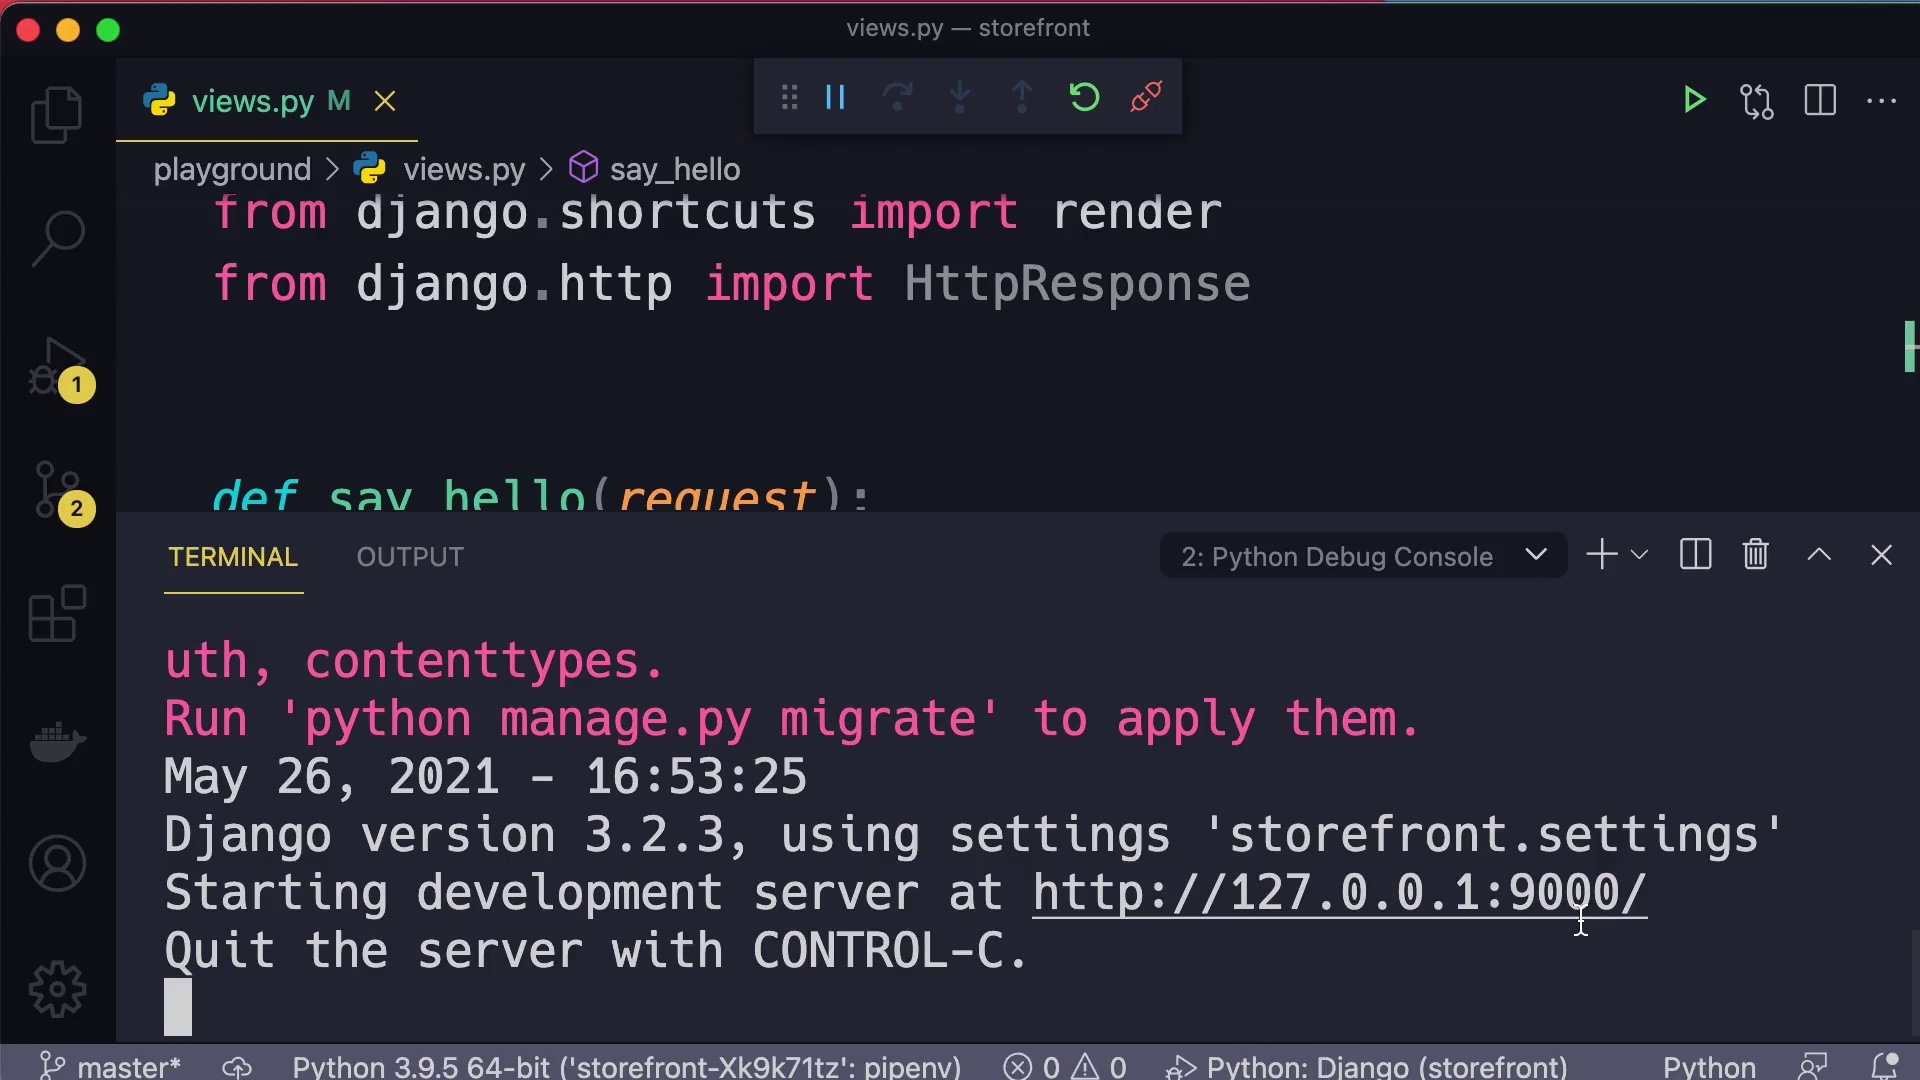 views.py — storefront
views.py M
playground > views.py > say_hello
from django.shortcuts import render
from django.http import HttpResponse
def say_hello(request):
1
2
TERMINAL OUTPUT 2: Python Debug Console
uth, contenttypes.
Run 'python manage.py migrate' to apply them.
May 26, 2021 - 16:53:25
Django version 3.2.3, using settings 'storefront.settings'
Starting development server at http://127.0.0.1:9000/
Quit the server with CONTROL-C.
master* Python 3.9.5 64-bit ('storefront-Xk9k71tz': pipenv) 0 0 Python: Django (storefront) Python